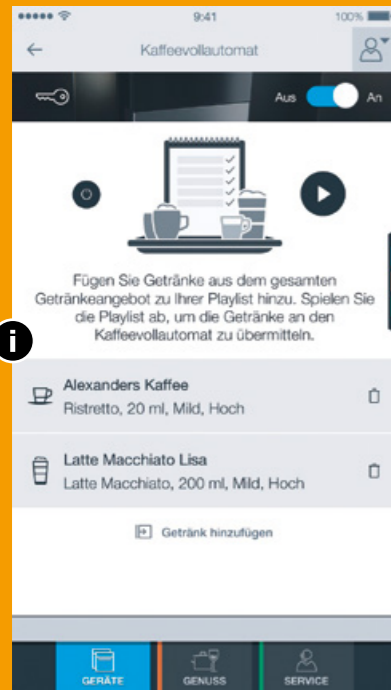 9:41
100%
Kaffeevollautomat
Aus An
Fügen Sie Getränke aus dem gesamten
Getränkeangebot zu Ihrer Playlist hinzu. Spielen Sie
die Playlist ab, um die Getränke an den
Kaffeevollautomat zu übermitteln.
i
Alexanders Kaffee
Ristretto, 20 ml, Mild, Hoch
Latte Macchiato Lisa
Latte Macchiato, 200 ml, Mild, Hoch
Getränk hinzufügen
GERÄTE
GENUSS
SERVICE